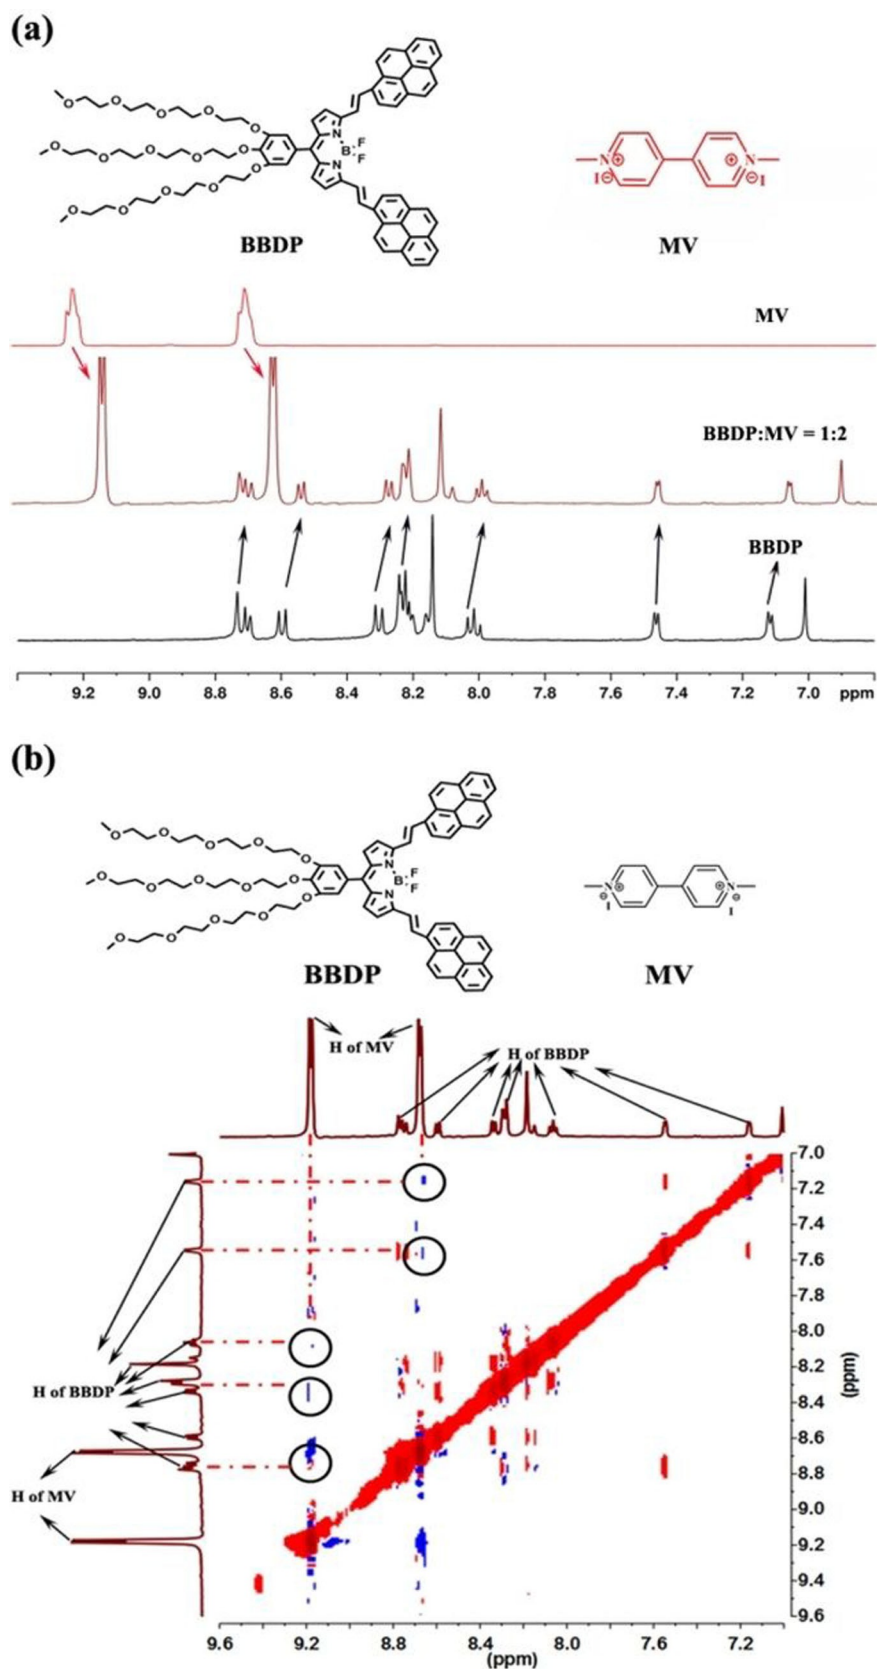 (a)
BBDP
MV
MV
BBDP:MV = 1:2
BBDP
9.2 9.0 8.8 8.6 8.4 8.2 8.0 7.8 7.6 7.4 7.2 7.0 ppm
(b)
BBDP
MV
H of MV
H of BBDP
H of BBDP
H of MV
7.0
7.2
7.4
7.6
7.8
8.0
8.2
8.4
8.6
8.8
9.0
9.2
9.4
9.6
(ppm)
9.6 9.2 8.8 8.4 8.0 7.6 7.2
(ppm)